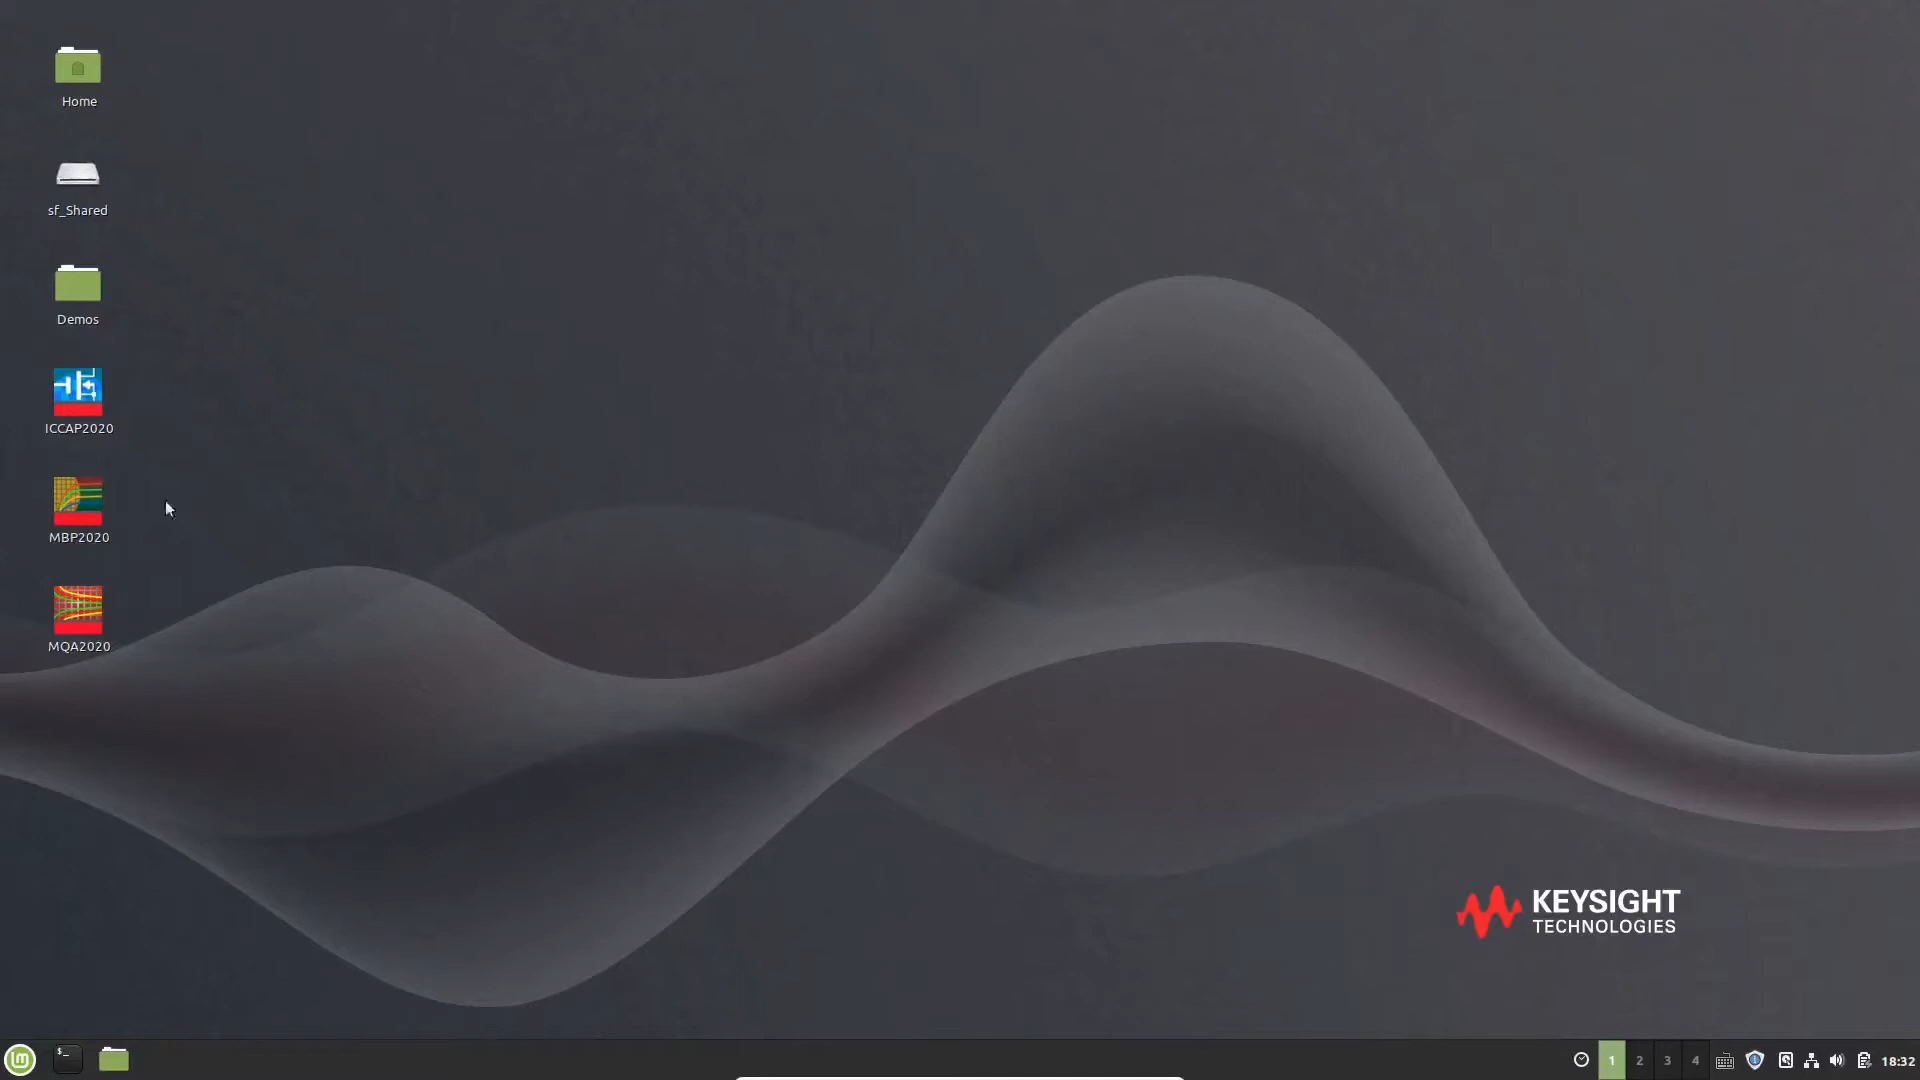 Home
sf_Shared
Demos
ICCAP2020
MBP2020
MQA2020
KEYSIGHT
TECHNOLOGIES
$_
1 2 3 4 18:32